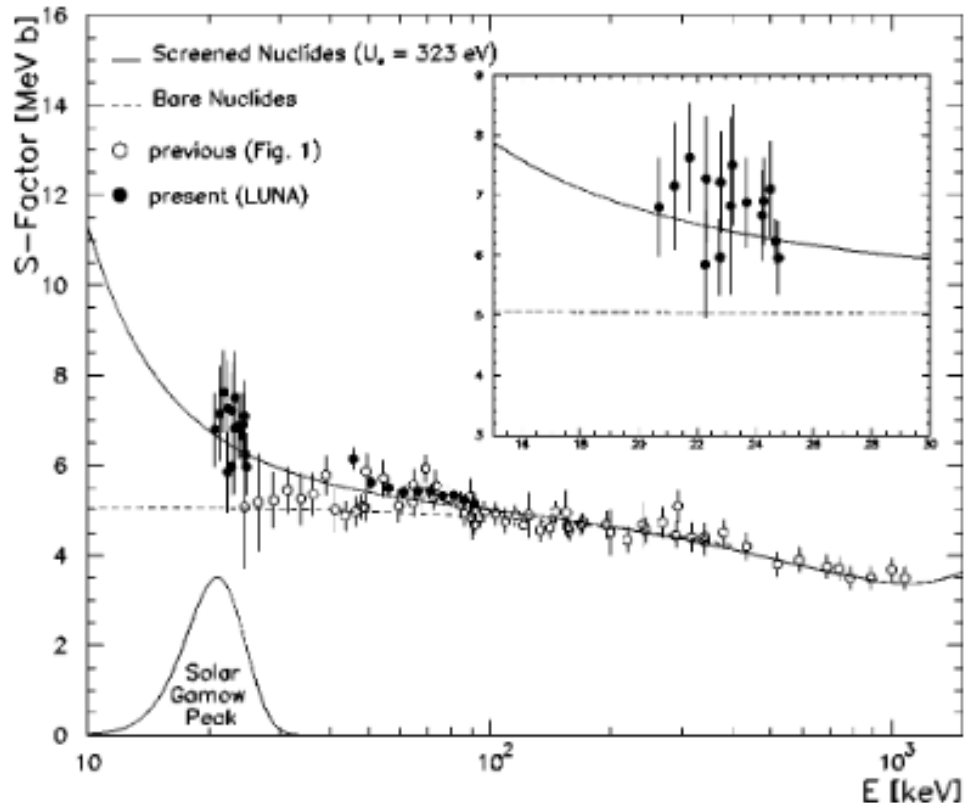 S-Factor [MeV b]
16
14
12
10
8
6
4
2
0
Screened Nuclides (Uₑ = 323 eV)
Bare Nuclides
previous (Fig. 1)
present (LUNA)
9
8
7
6
5
4
3
16 18 20 22 24 26 28 30
Solar
Gamow
Peak
10 10² 10³
E [keV]